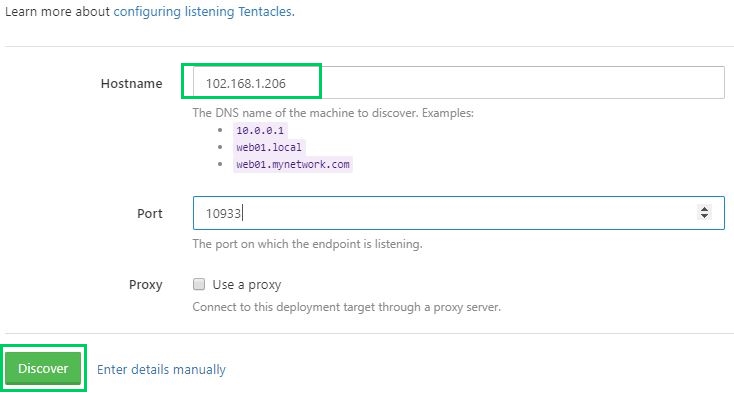 Learn more about configuring listening Tentacles.
Hostname 102.168.1.206
The DNS name of the machine to discover. Examples:
10.0.0.1
web01.local
web01.mynetwork.com
Port 10933
The port on which the endpoint is listening.
Proxy Use a proxy
Connect to this deployment target through a proxy server.
Discover Enter details manually